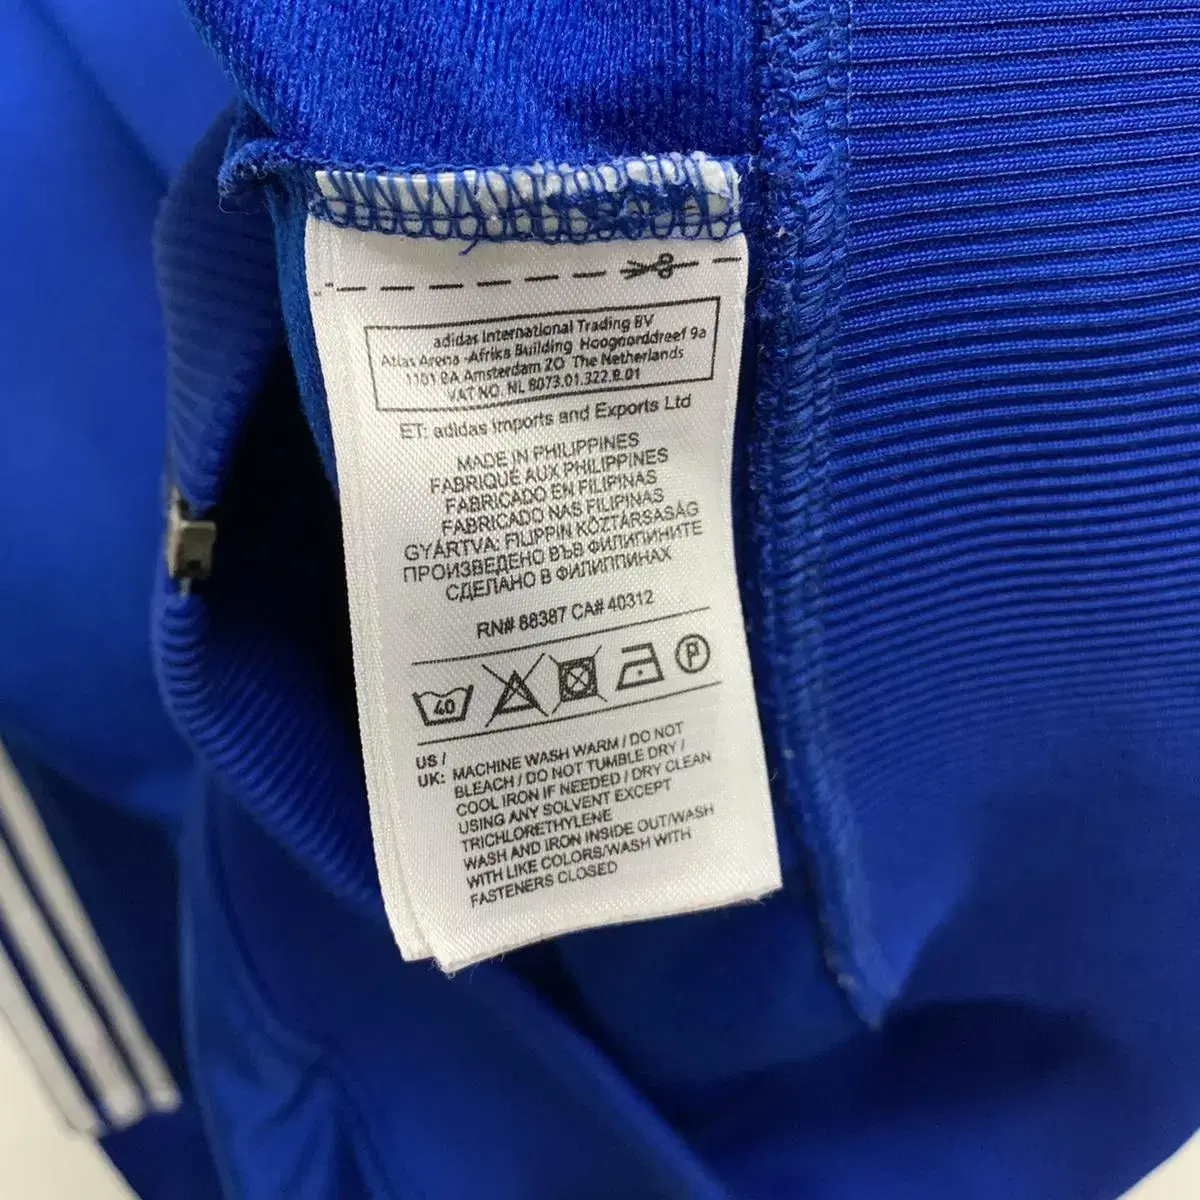 adidas International Trading BV
Atlas Arena -Afrika Building Hoogoorddreef 9a
1101 BA Amsterdam ZO The Netherlands
VAT NO. NL 8073.01.322.B.01
ET: adidas Imports and Exports Ltd
MADE IN PHILIPPINES
FABRIQUÉ AUX PHILIPPINES
FABRICADO EN FILIPINAS
FABRICADO NAS FILIPINAS
GYÁRTVA: FILIPPIN KÖZTÁRSASÁG
ПРОИЗВЕДЕНО ВЪВ ФИЛИПИНИТЕ
СДЕЛАНО В ФИЛИППИНАХ
RN# 88387 CA# 40312
40 P
US /
UK: MACHINE WASH WARM / DO NOT
BLEACH / DO NOT TUMBLE DRY /
COOL IRON IF NEEDED / DRY CLEAN
USING ANY SOLVENT EXCEPT
TRICHLORETHYLENE
WASH AND IRON INSIDE OUT/WASH
WITH LIKE COLORS/WASH WITH
FASTENERS CLOSED